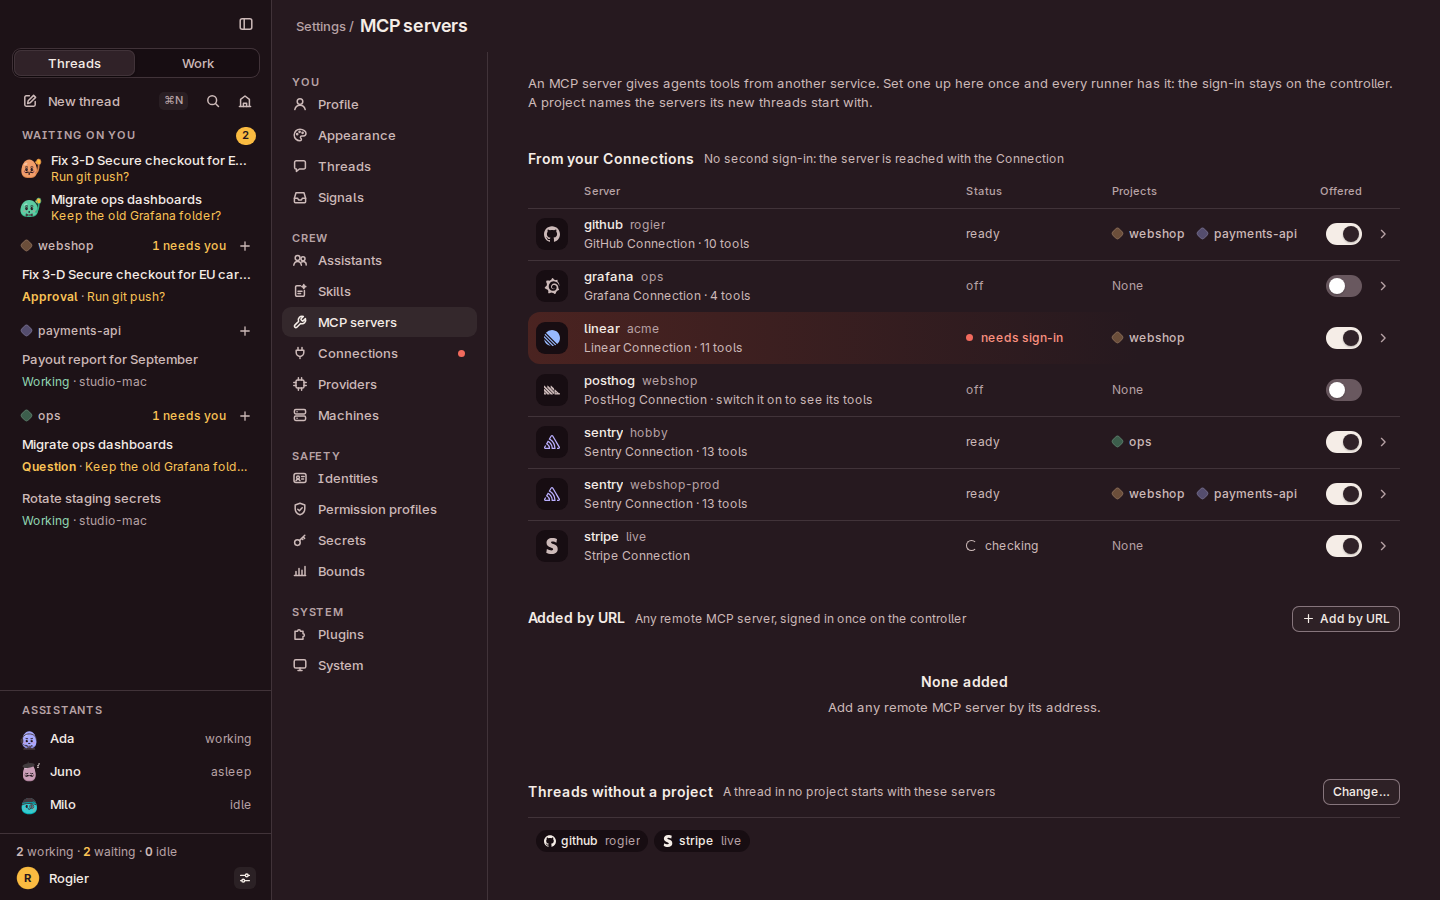 Settings / MCP servers
Threads
Work
New thread
⌘N
WAITING ON YOU
2
Fix 3-D Secure checkout for E...
Run git push?
Migrate ops dashboards
Keep the old Grafana folder?
webshop
1 needs you
Fix 3-D Secure checkout for EU car...
Approval · Run git push?
payments-api
Payout report for September
Working · studio-mac
ops
1 needs you
Migrate ops dashboards
Question · Keep the old Grafana fold...
Rotate staging secrets
Working · studio-mac
ASSISTANTS
Ada
working
Juno
asleep
Milo
idle
2 working · 2 waiting · 0 idle
R
Rogier
YOU
Profile
Appearance
Threads
Signals
CREW
Assistants
Skills
MCP servers
Connections
Providers
Machines
SAFETY
Identities
Permission profiles
Secrets
Bounds
SYSTEM
Plugins
System
An MCP server gives agents tools from another service. Set one up here once and every runner has it: the sign-in stays on the controller.
A project names the servers its new threads start with.
From your Connections
No second sign-in: the server is reached with the Connection
Server
Status
Projects
Offered
github rogier
GitHub Connection · 10 tools
ready
webshop
payments-api
grafana ops
Grafana Connection · 4 tools
off
None
linear acme
Linear Connection · 11 tools
needs sign-in
webshop
posthog webshop
PostHog Connection · switch it on to see its tools
off
None
sentry hobby
Sentry Connection · 13 tools
ready
ops
sentry webshop-prod
Sentry Connection · 13 tools
ready
webshop
payments-api
stripe live
Stripe Connection
checking
None
Added by URL
Any remote MCP server, signed in once on the controller
Add by URL
None added
Add any remote MCP server by its address.
Threads without a project
A thread in no project starts with these servers
Change...
github rogier
stripe live